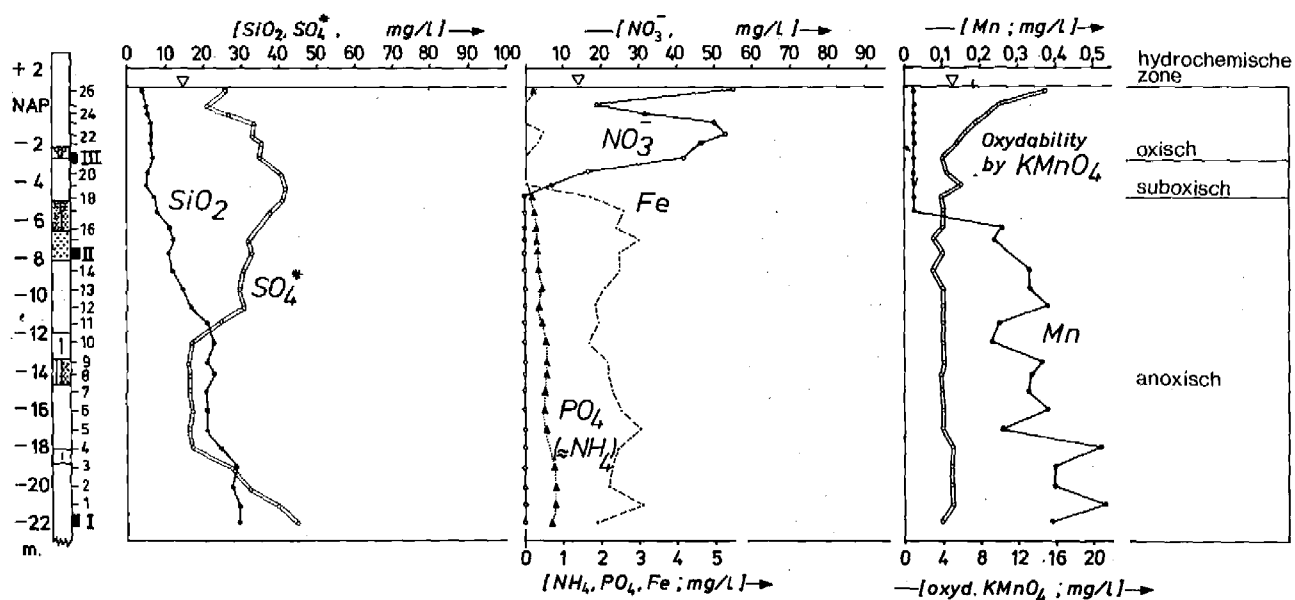 [SiO2, SO4*, mg/l]
[NO3-, mg/l]
[Mn ; mg/l]
0 10 20 30 40 50 60 70 80 90 100
0 20 40 60 80
0 0,1 0,2 0,3 0,4 0,5
hydrochemische
zone
+ 2
NAP
-2
-4
-6
-8
-10
-12
-14
-16
-18
-20
-22
m.
26
24
22
20
18
16
14
13
12
11
10
9
8
7
6
5
4
3
2
1
III
II
I
SiO2
SO4*
NO3-
Fe
PO4
(≈NH4)
Oxydability
by KMnO4
Mn
oxisch
suboxisch
anoxisch
0 1 2 3 4 5
[NH4, PO4, Fe ; mg/l]
0 4 8 12 16 20
[oxyd. KMnO4 ; mg/l]